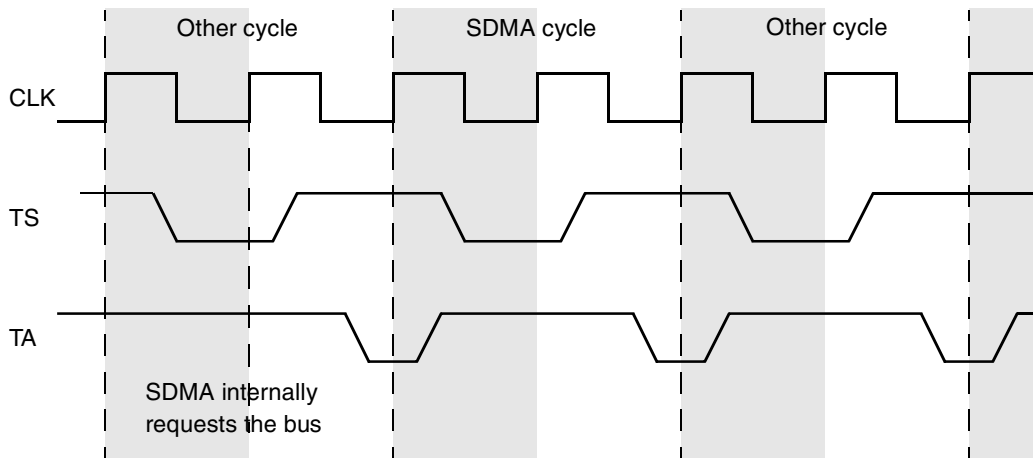 Other cycle
SDMA cycle
Other cycle
CLK
TS
TA
SDMA internally
requests the bus